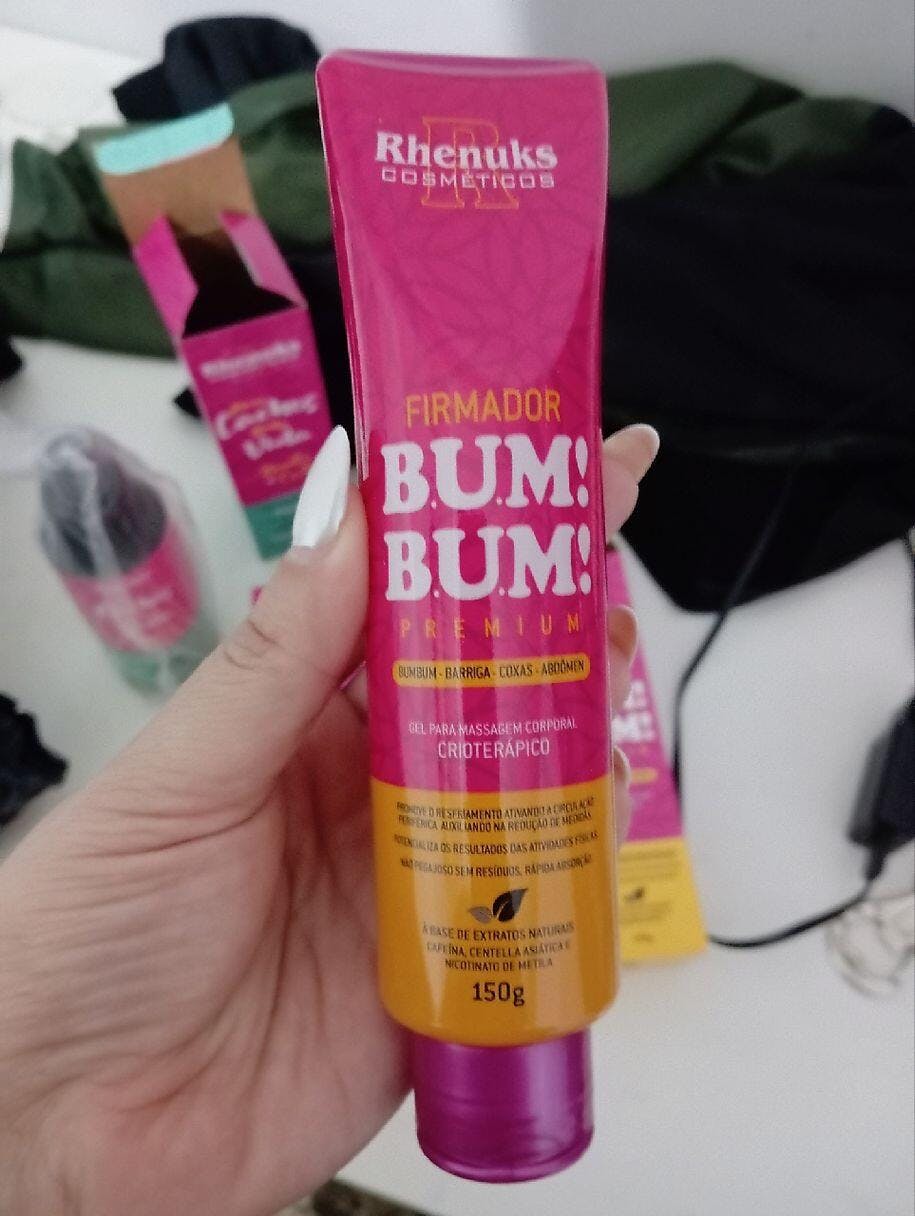 Rhenuks
COSMÉTICOS
FIRMADOR
B.U.M!
B.U.M!
PREMIUM
BUMBUM - BARRIGA - COXAS - ABDÔMEN
GEL PARA MASSAGEM CORPORAL
CRIOTERÁPICO
PROMOVE O RESFRIAMENTO ATIVANDO A CIRCULAÇÃO
PERIFÉRICA, AUXILIANDO NA REDUÇÃO DE MEDIDAS
POTENCIALIZA OS RESULTADOS DAS ATIVIDADES FÍSICAS
NÃO PEGAJOSO SEM RESÍDUOS, RÁPIDA ABSORÇÃO
À BASE DE EXTRATOS NATURAIS
CAFEÍNA, CENTELLA ASIÁTICA E
NICOTINATO DE METILA
150g